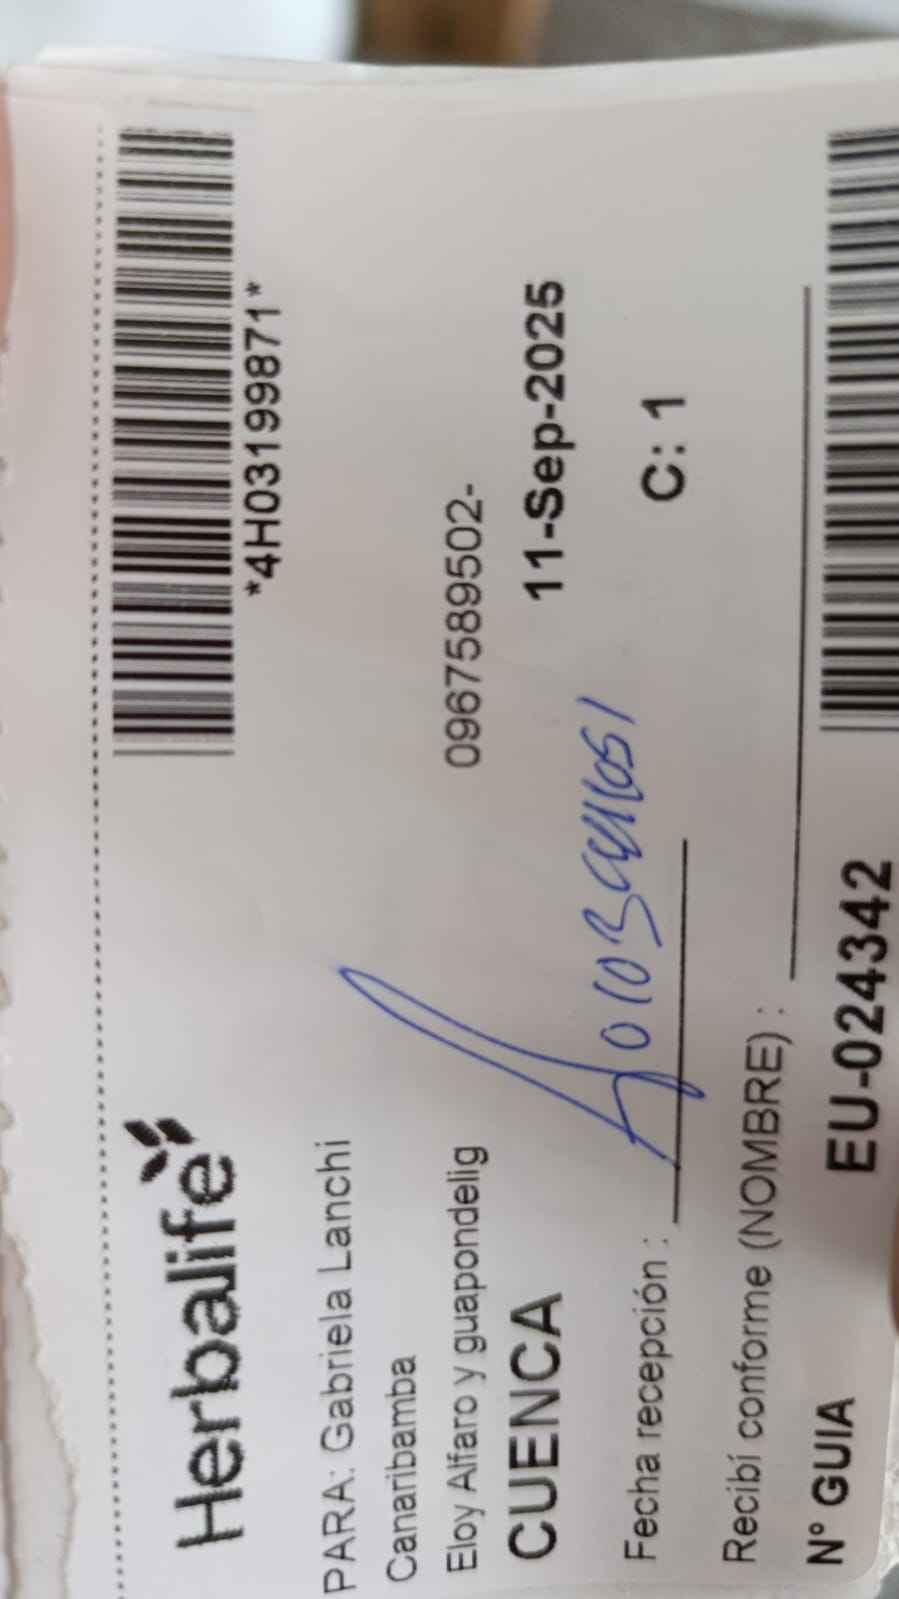 Herbalife
*4H03199871*
PARA: Gabriela Lanchi
Canaribamba
Eloy Alfaro y guapondelig 0967589502-
CUENCA 11-Sep-2025
Fecha recepción :
C: 1
Recibí conforme (NOMBRE) :
N° GUIA EU-024342